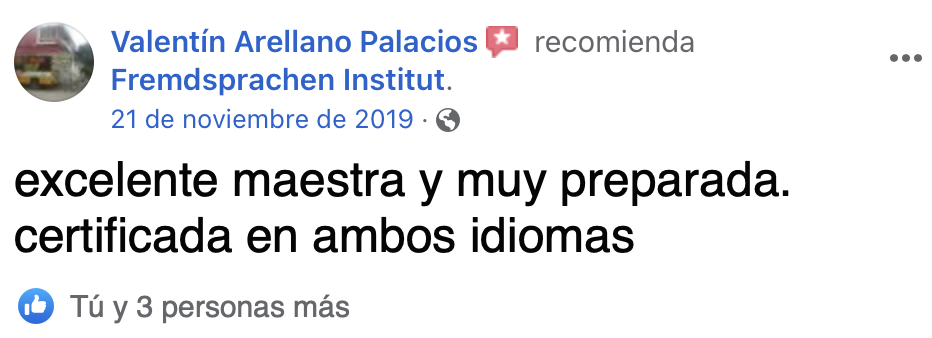 Valentín Arellano Palacios recomienda
Fremdsprachen Institut.
21 de noviembre de 2019 ·
excelente maestra y muy preparada.
certificada en ambos idiomas
Tú y 3 personas más